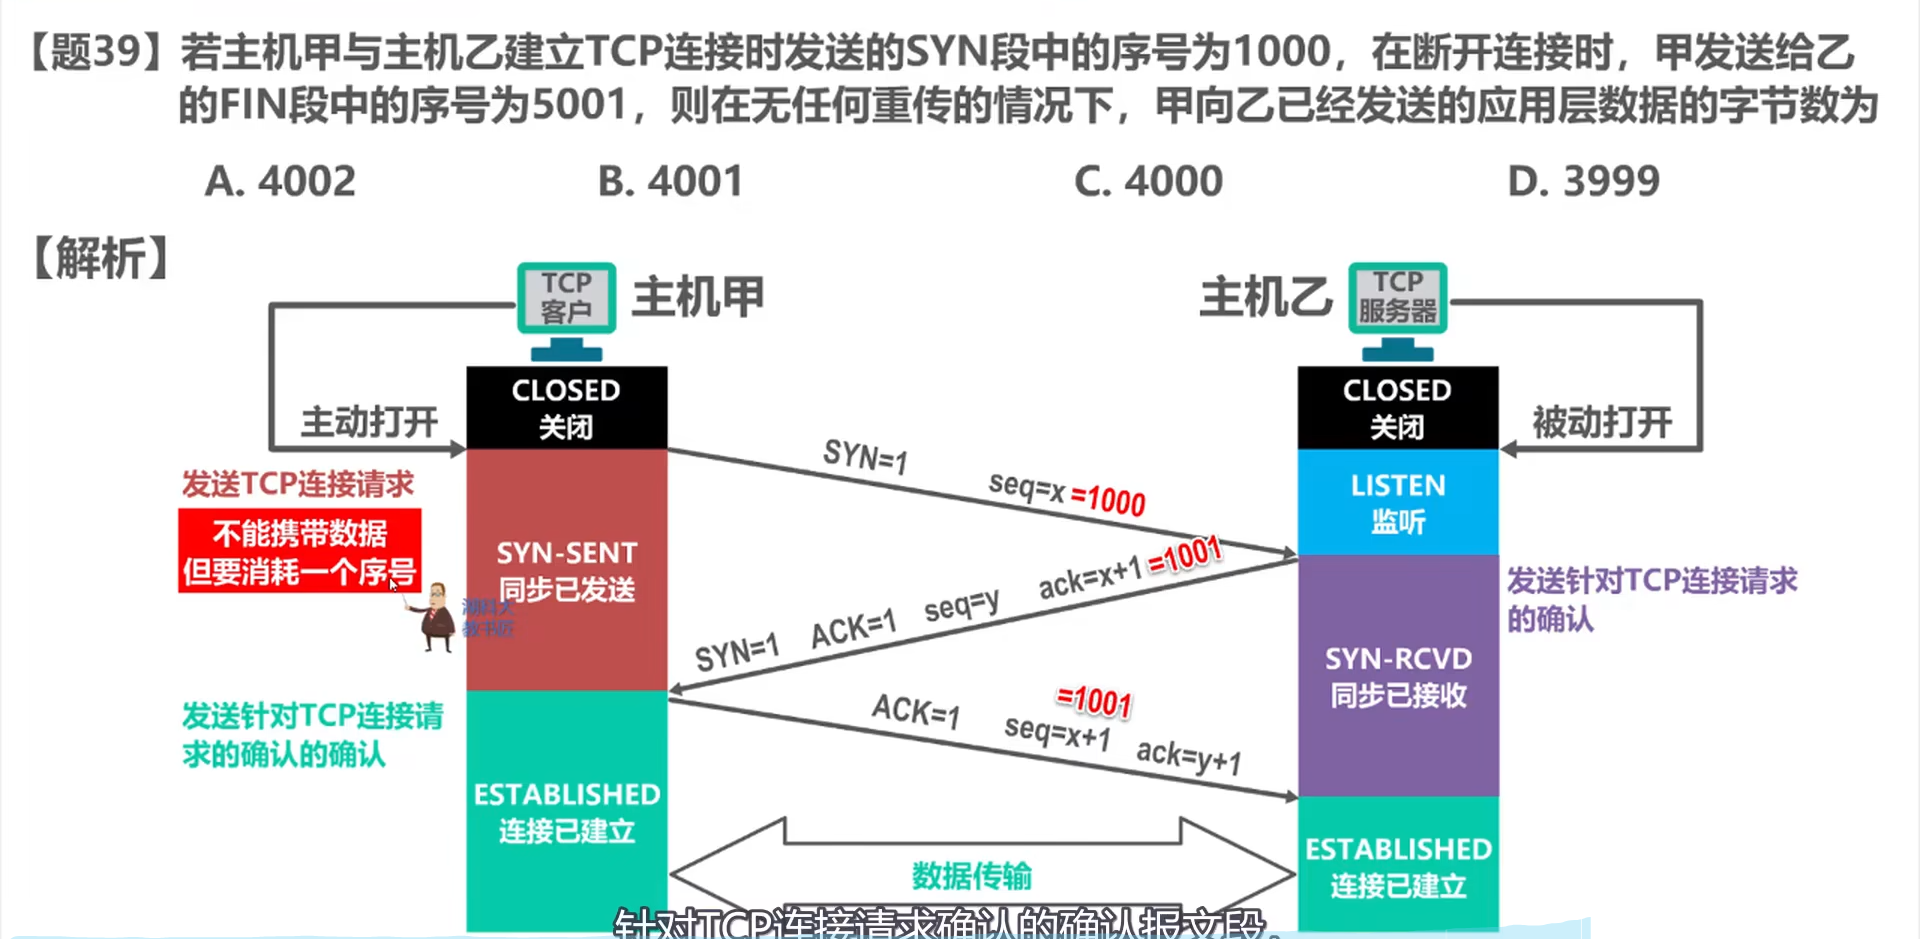 【题39】若主机甲与主机乙建立TCP连接时发送的SYN段中的序号为1000，在断开连接时，甲发送给乙
的FIN段中的序号为5001，则在无任何重传的情况下，甲向乙已经发送的应用层数据的字节数为
A. 4002
B. 4001
C. 4000
D. 3999
【解析】
TCP
客户
主机甲
主机乙
TCP
服务器
CLOSED
关闭
CLOSED
关闭
主动打开
被动打开
发送TCP连接请求
不能携带数据
但要消耗一个序号
SYN=1
seq=x =1000
LISTEN
监听
SYN-SENT
同步已发送
湖科大
教书匠
SYN=1 ACK=1 seq=y ack=x+1 =1001
发送针对TCP连接请求
的确认
SYN-RCVD
同步已接收
发送针对TCP连接请
求的确认的确认
=1001
ACK=1 seq=x+1 ack=y+1
ESTABLISHED
连接已建立
ESTABLISHED
连接已建立
数据传输
针对TCP连接请求确认的确认报文段。